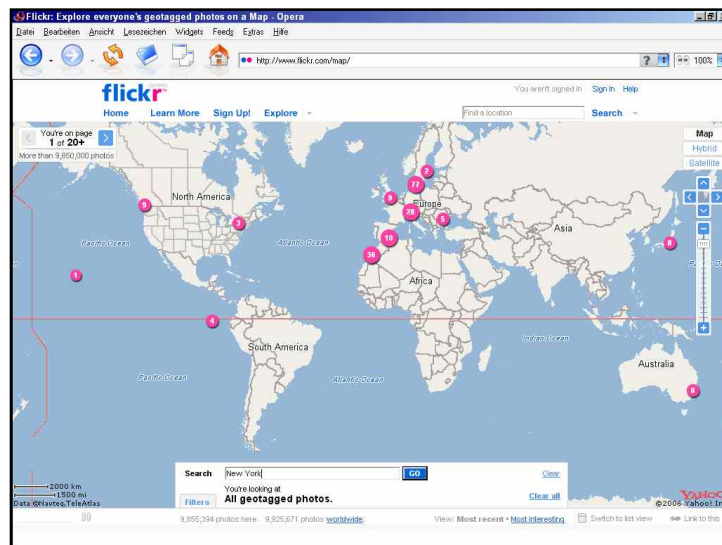 Flickr: Explore everyone's geotagged photos on a Map - Opera
Datei Bearbeiten Ansicht Lesezeichen Widgets Feeds Extras Hilfe
http://www.flickr.com/map/ ? 100%
flickr
You aren't signed in Sign In Help
Home Learn More Sign Up! Explore Find a location Search
You're on page
1 of 20+
More than 9,850,000 photos
Map
Hybrid
Satellite
2
77
9
North America
3
Europe
28
5
9
Asia
Pacific Ocean
Atlantic Ocean
10
8
36
1
Africa
4
Indian Ocean
South America
Australia
Pacific Ocean
Atlantic Ocean
8
Search New York GO Clear
You're looking at
Filters All geotagged photos. Clear all
2000 km
1500 mi
Data ©Navteq,TeleAtlas
YAHOO
©2006 Yahoo! In
9,855,394 photos here 9,925,671 photos worldwide. View: Most recent • Most interesting Switch to list view Link to this